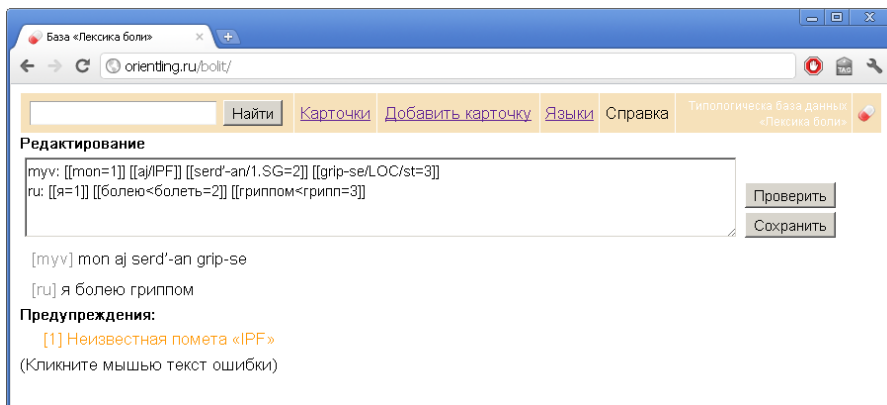 База «Лексика боли»
orientling.ru/bolit/
Найти Карточки Добавить карточку Языки Справка Типологическа база данных
«Лексика боли»
Редактирование
myv: [[mon=1]] [[aj/IPF]] [[serd'-an/1.SG=2]] [[grip-se/LOC/st=3]]
ru: [[я=1]] [[болею<болеть=2]] [[гриппом<грипп=3]]
Проверить
Сохранить
[myv] mon aj serd'-an grip-se
[ru] я болею гриппом
Предупреждения:
[1] Неизвестная помета «IPF»
(Кликните мышью текст ошибки)